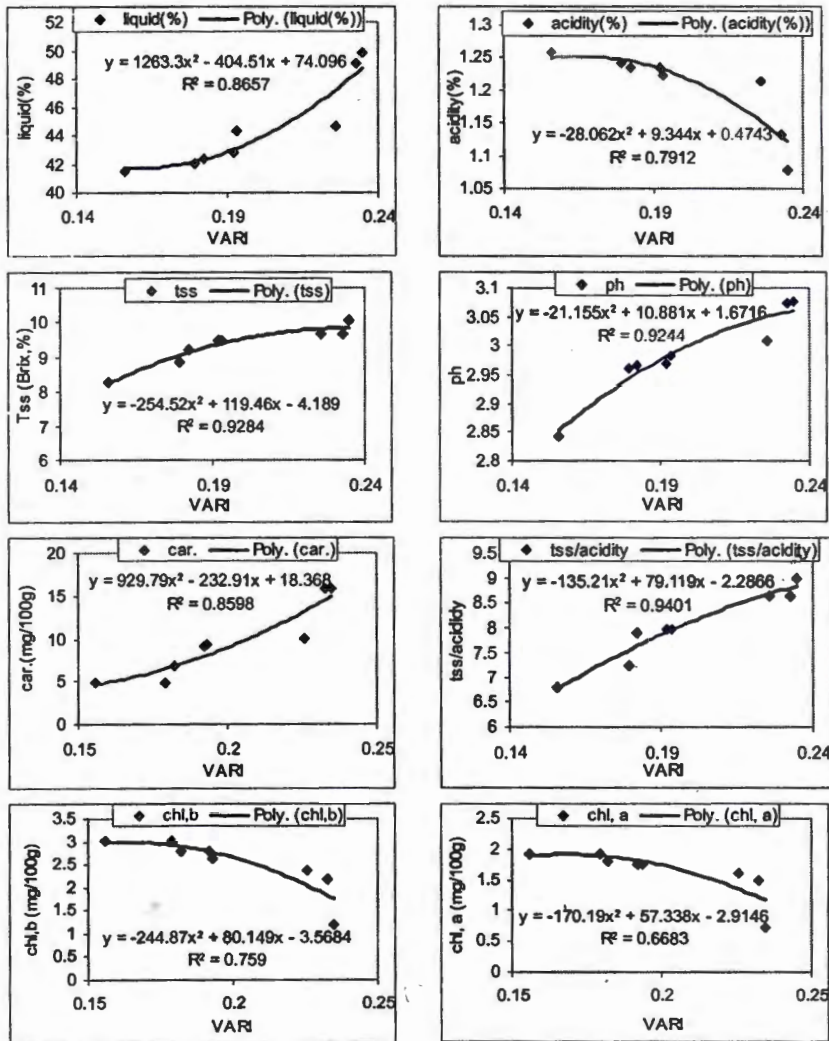 liquid(%) Poly. (liquid(%))
52
50
48
46
44
42
40
liquid(%)
y = 1263.3x² - 404.51x + 74.096
R² = 0.8657
0.14 0.19 0.24
VARI
acidity(%) Poly. (acidity(%))
1.3
1.25
1.2
1.15
1.1
1.05
acidity(%)
y = -28.062x² + 9.344x + 0.4743
R² = 0.7912
0.14 0.19 0.24
VARI
tss Poly. (tss)
11
10
9
8
7
6
Tss (Brix,%)
y = -254.52x² + 119.46x - 4.189
R² = 0.9284
0.14 0.19 0.24
VARI
ph Poly. (ph)
3.1
3.05
3
2.95
2.9
2.85
2.8
ph
y = -21.155x² + 10.881x + 1.6716
R² = 0.9244
0.14 0.19 0.24
VARI
car. Poly. (car.)
20
15
10
5
0
car.(mg/100g)
y = 929.79x² - 232.91x + 18.368
R² = 0.8598
0.15 0.2 0.25
VARI
tss/acidity Poly. (tss/acidity)
9.5
9
8.5
8
7.5
7
6.5
6
tss/acididy
y = -135.21x² + 79.119x - 2.2866
R² = 0.9401
0.14 0.19 0.24
VARI
chl,b Poly. (chl,b)
3.5
3
2.5
2
1.5
1
0.5
0
chl,b (mg/100g)
y = -244.87x² + 80.149x - 3.5684
R² = 0.759
0.15 0.2 0.25
VARI
chl, a Poly. (chl, a)
2.5
2
1.5
1
0.5
0
chl, a (mg/100g)
y = -170.19x² + 57.338x - 2.9146
R² = 0.6683
0.15 0.2 0.25
VARI